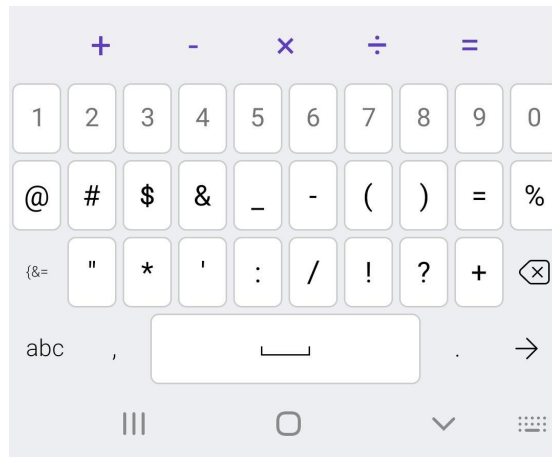 + - × ÷ =
1 2 3 4 5 6 7 8 9 0
@ # $ & _ - ( ) = %
{&= " * ' : / ! ? +
abc , .